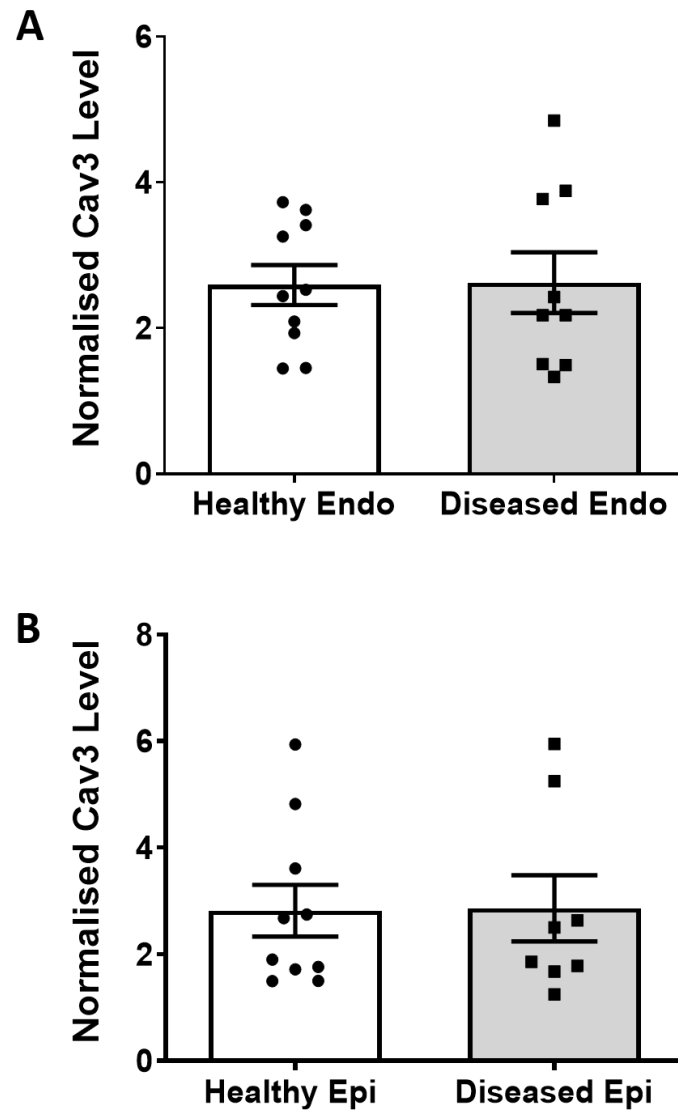 A
Normalised Cav3 Level
6
4
2
0
Healthy Endo
Diseased Endo
B
Normalised Cav3 Level
8
6
4
2
0
Healthy Epi
Diseased Epi